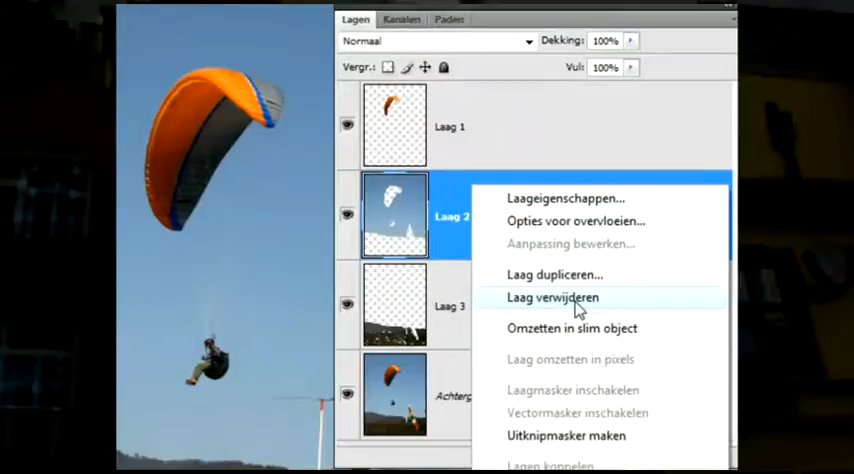 Lagen Kanalen Paden
Normaal Dekking: 100%
Vergr.: Vul: 100%
Laag 1
Laag 2
Laag 3
Achterg
Laageigenschappen...
Opties voor overvloeien...
Aanpassing bewerken...
Laag dupliceren...
Laag verwijderen
Omzetten in slim object
Laag omzetten in pixels
Laagmasker inschakelen
Vectormasker inschakelen
Uitknipmasker maken
Lagen koppelen